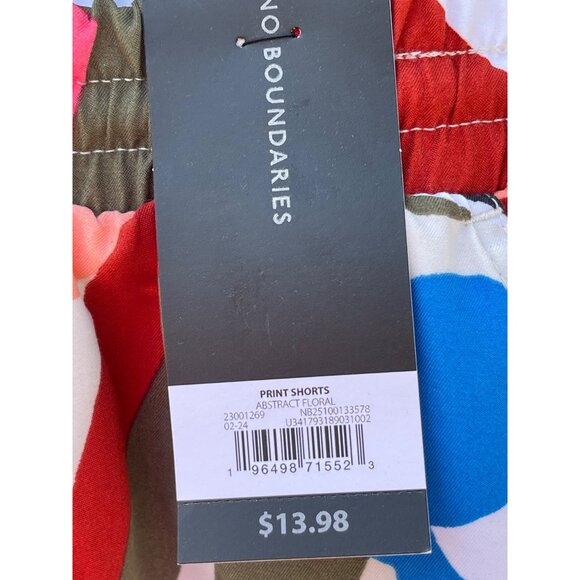 NO BOUNDARIES
PRINT SHORTS
ABSTRACT FLORAL
23001269 NB25100133578
02-24 U341793189031002
1 96498 71552 3
$13.98